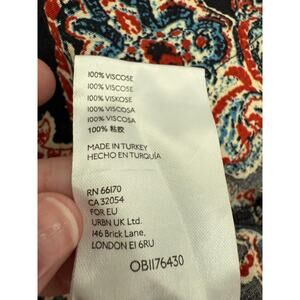 100% VISCOSE
100% VISCOSE
100% VISKOSE
100% VISCOSA
100% VISCOSA
100% 粘胶
MADE IN TURKEY
HECHO EN TURQUÍA
RN 66170
CA 32054
FOR EU
URBN UK Ltd.
146 Brick Lane,
LONDON E1 6RU
OB1176430